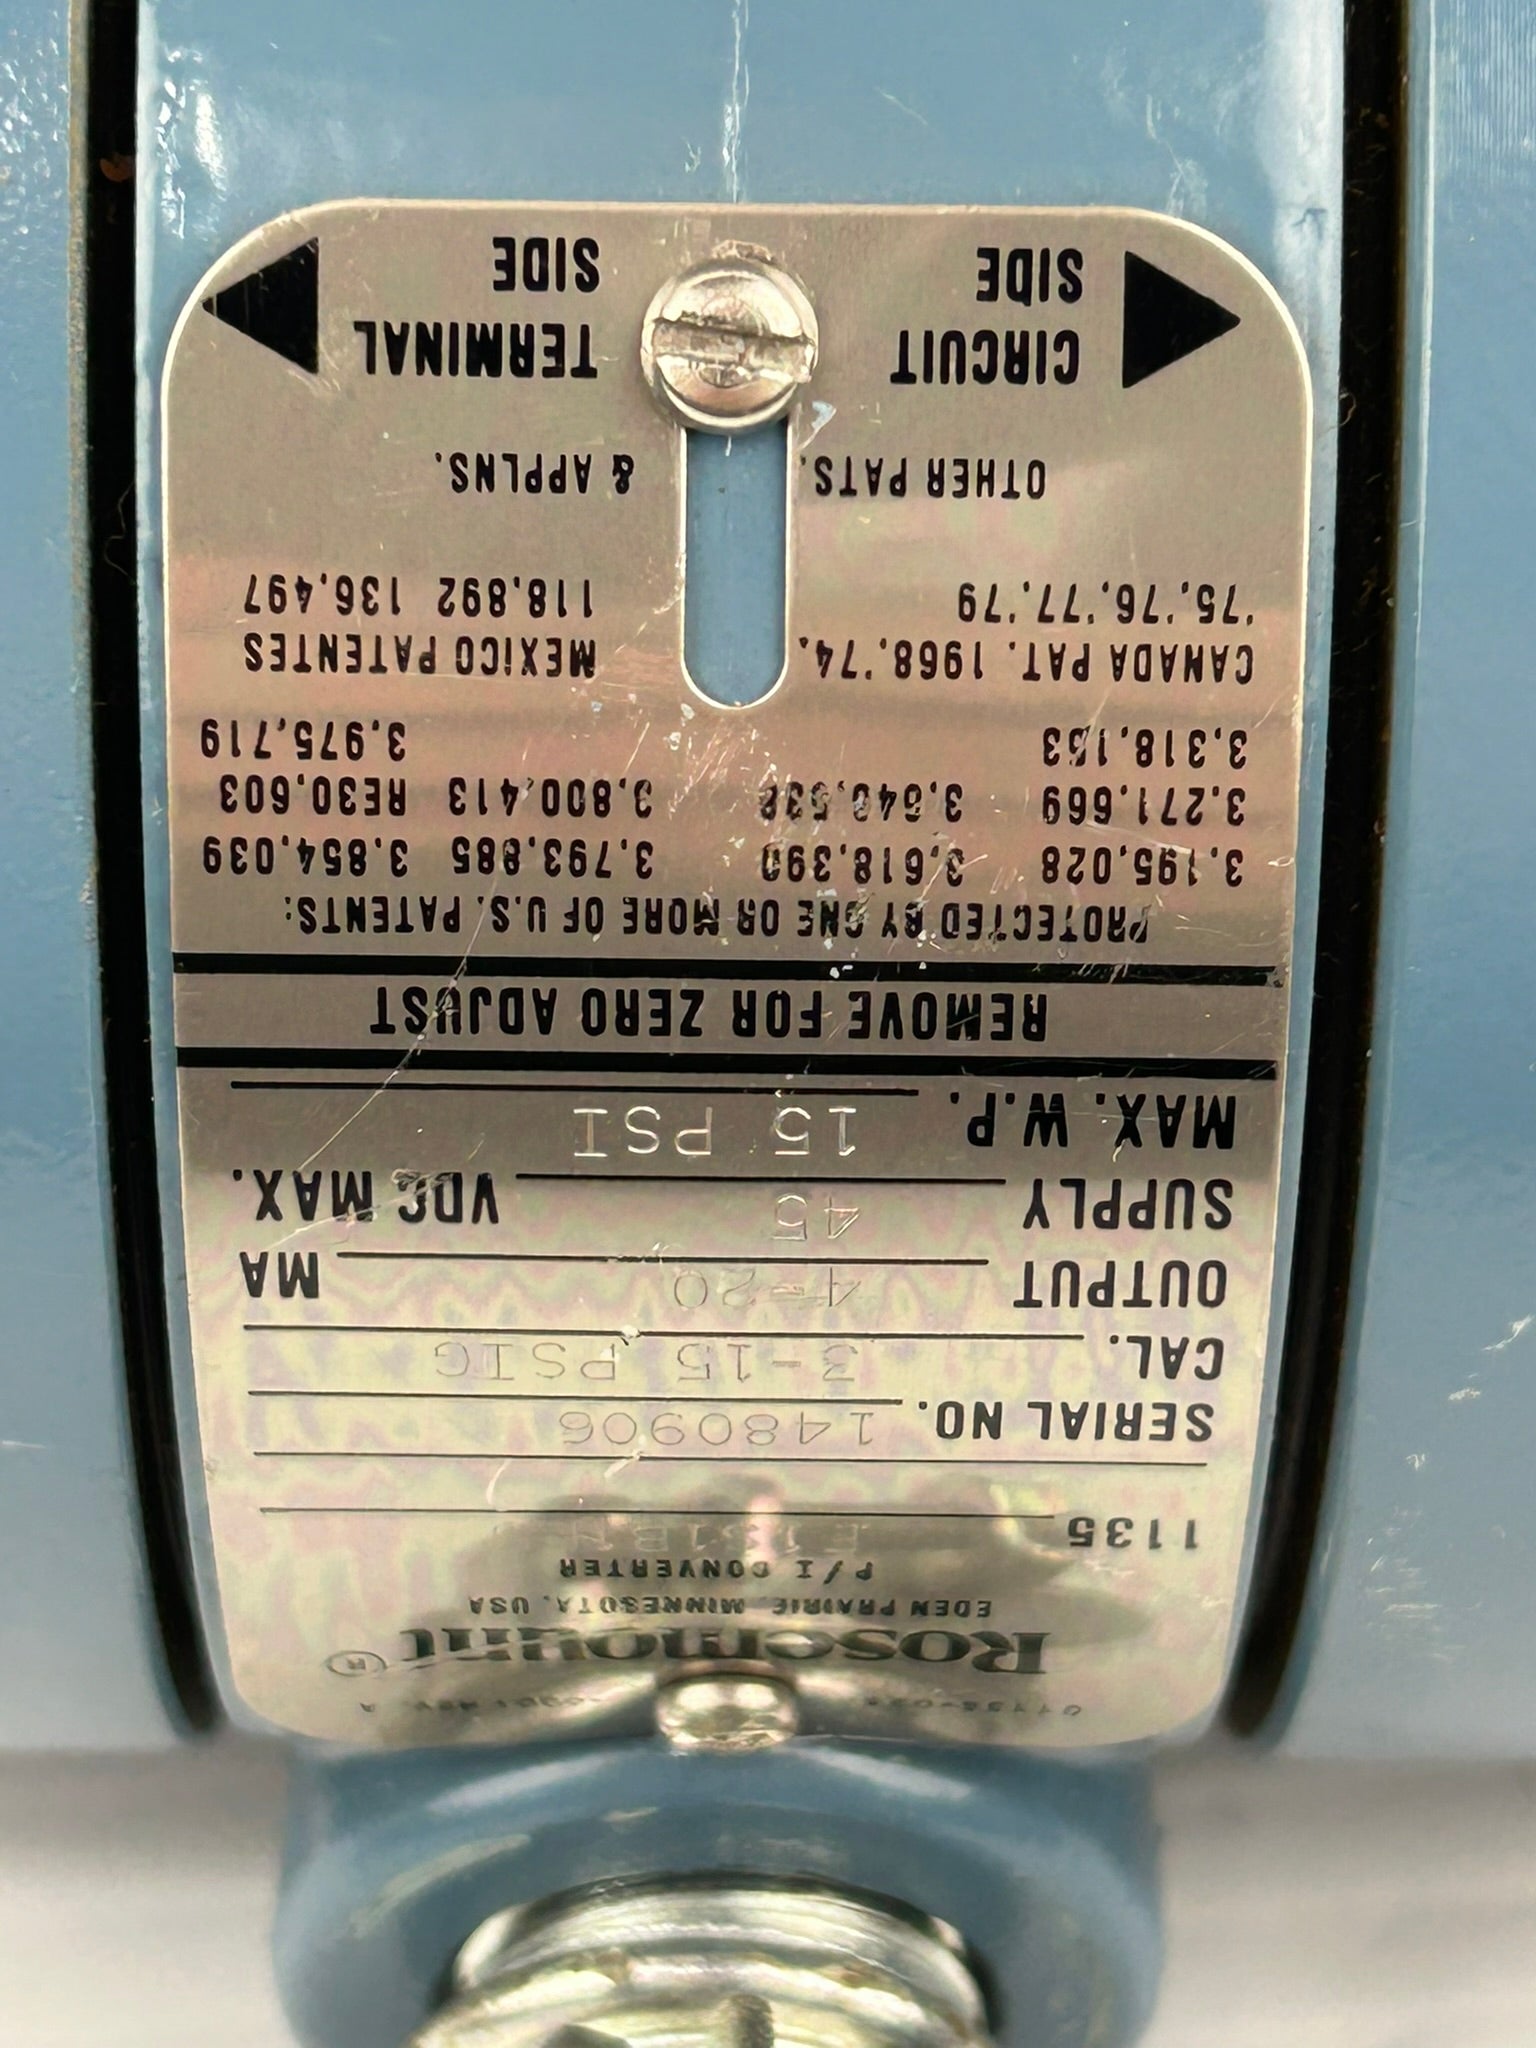 Rosemount ®
EDEN PRAIRIE, MINNESOTA, USA
P/I CONVERTER
1135
SERIAL NO. 1480906
CAL. 3-15 PSIG
OUTPUT 4-20 MA
SUPPLY 45 VDC MAX.
MAX. W.P. 15 PSI
REMOVE FOR ZERO ADJUST
PROTECTED BY ONE OR MORE OF U.S. PATENTS:
3,195,028 3,618,390 3,793,885 3,854,039
3,271,669 3,800,413 RE30,603
3,318,153 3,975,719
CANADA PAT. 1968,'74,
'75,'76,'77,'79
MEXICO PATENTES
118,892 136,497
OTHER PATS. & APPLNS.
CIRCUIT
SIDE
TERMINAL
SIDE